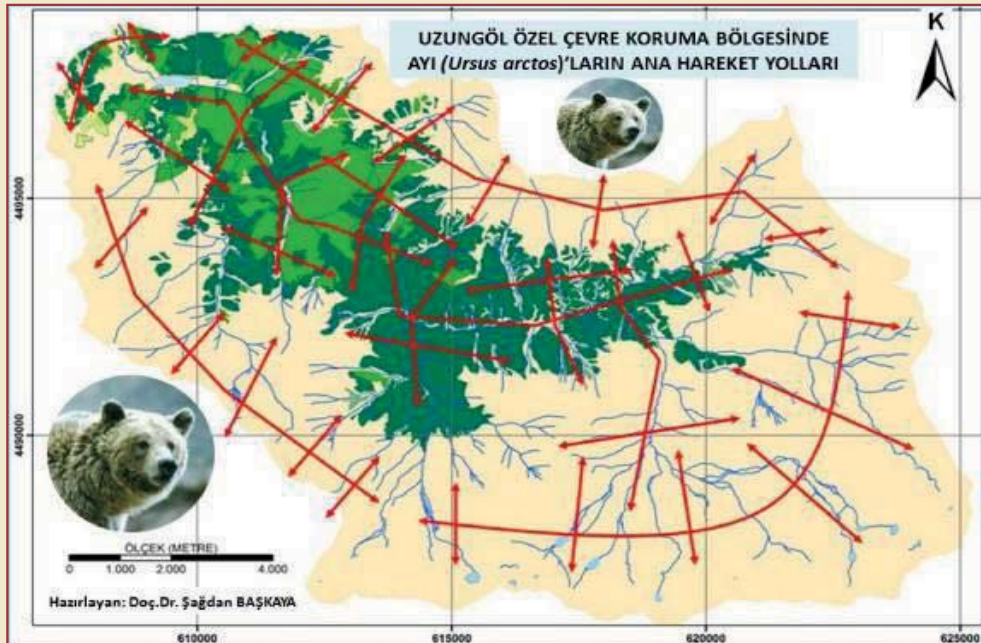 UZUNGÖL ÖZEL ÇEVRE KORUMA BÖLGESİNDE
AYI (Ursus arctos)'LARIN ANA HAREKET YOLLARI
K
4495000
4490000
ÖLÇEK (METRE)
0 1.000 2.000 4.000
Hazırlayan: Doç.Dr. Şağdan BAŞKAYA
610000 615000 620000 625000